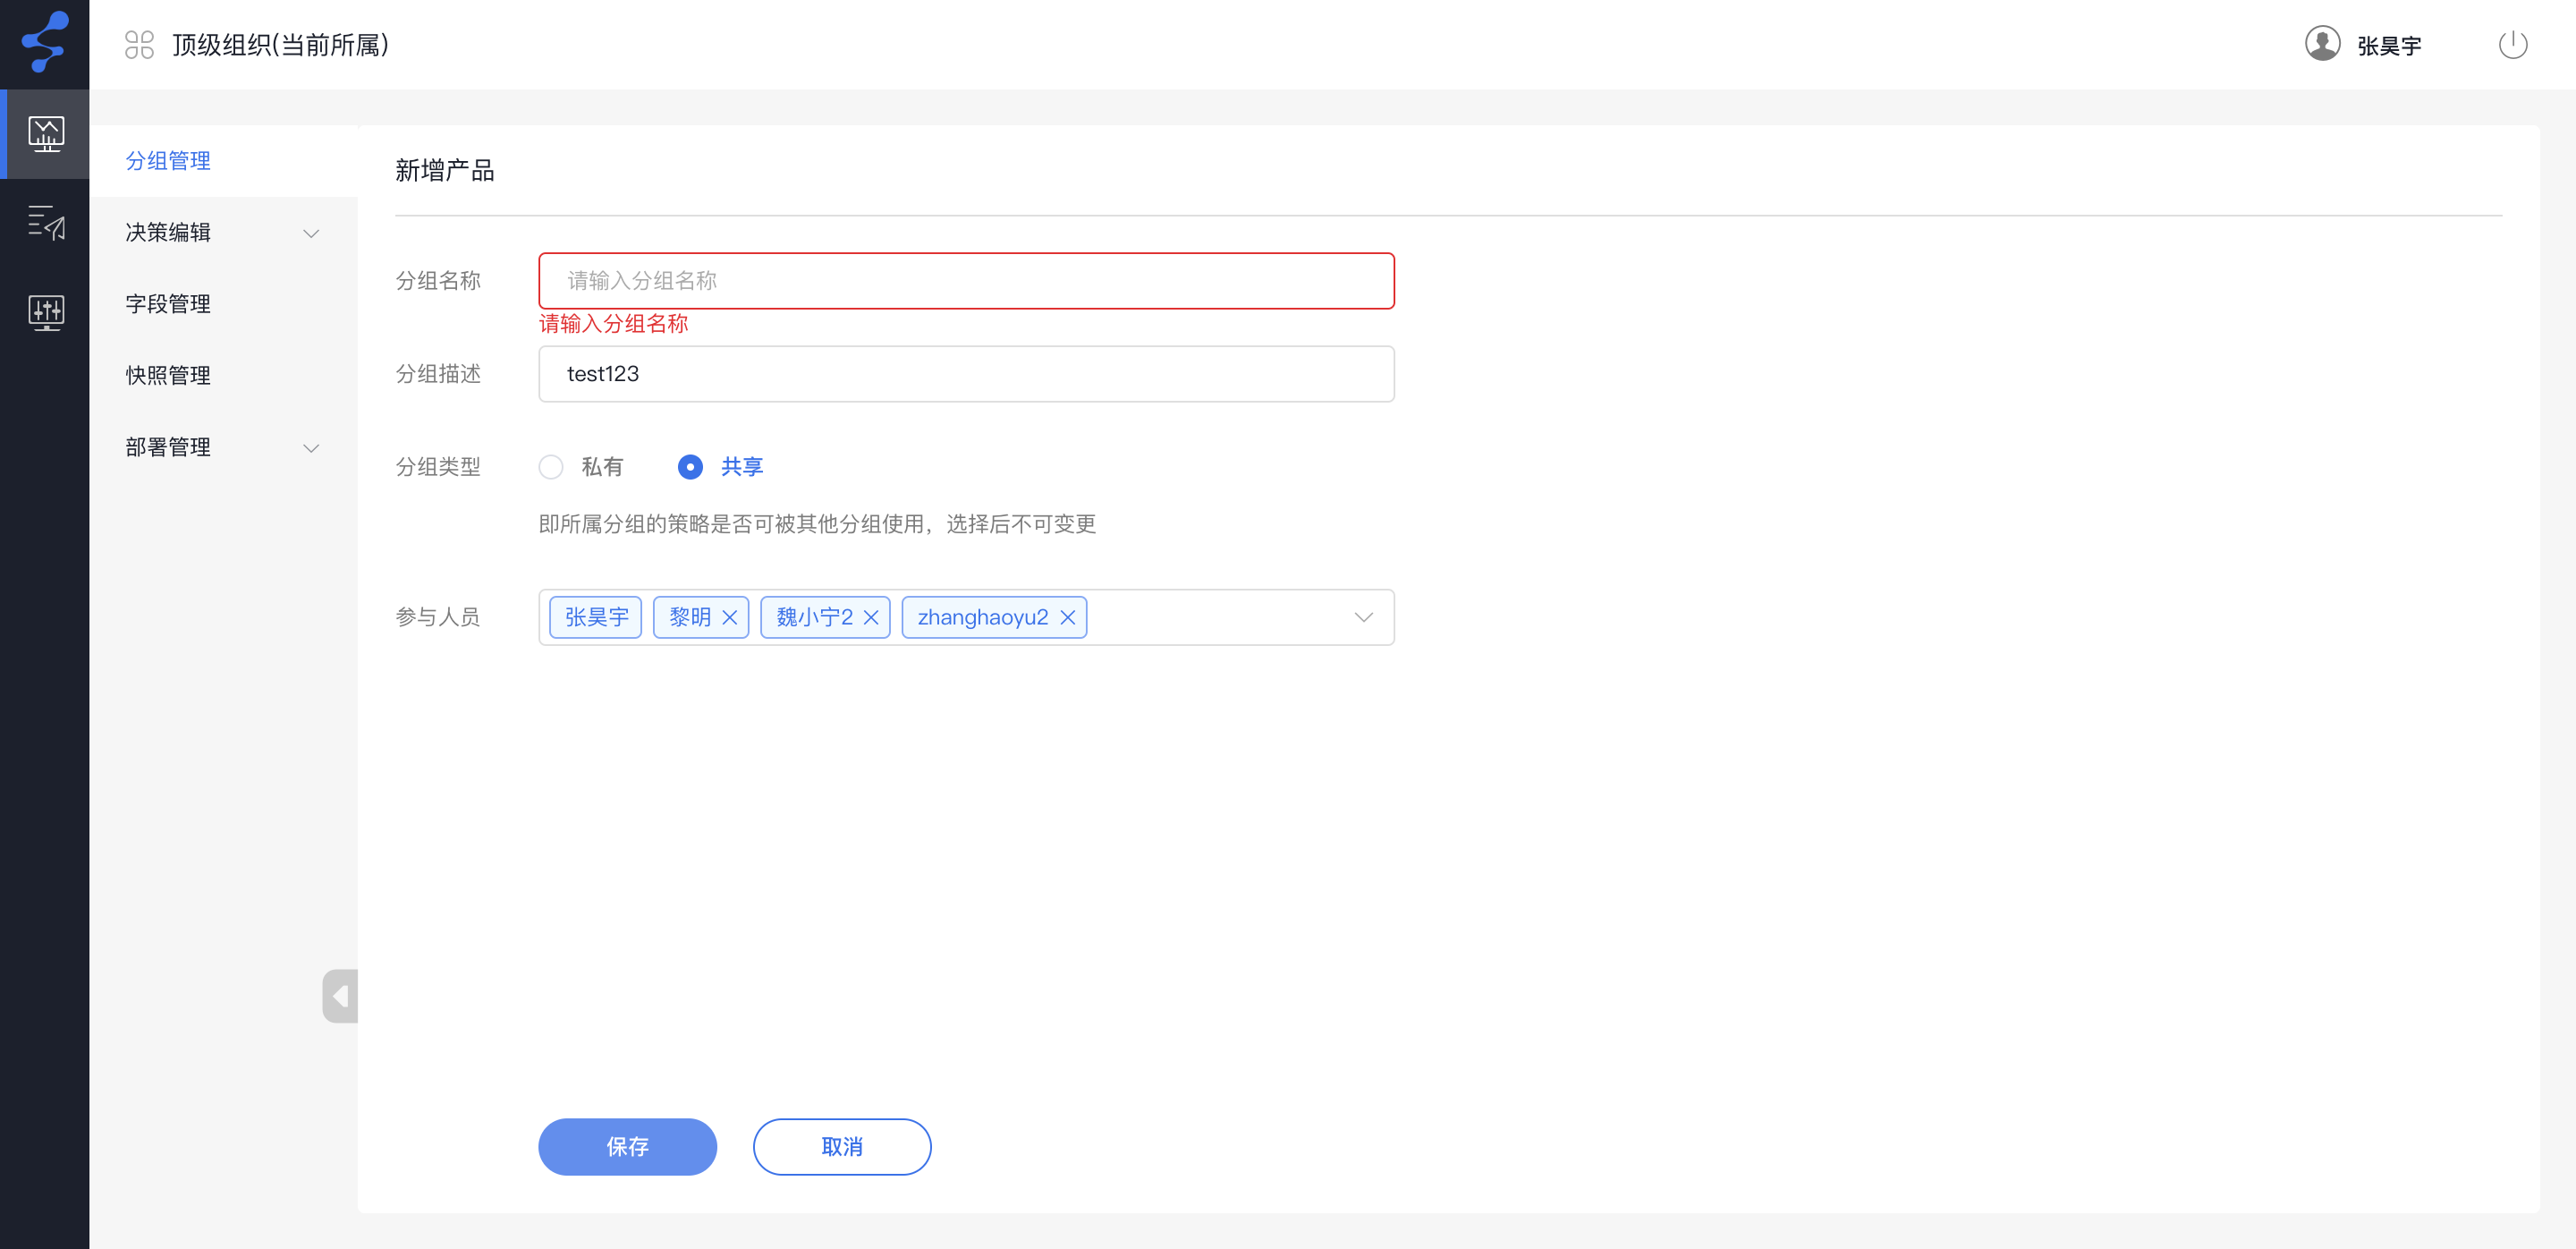 顶级组织(当前所属)
张昊宇
分组管理
决策编辑
字段管理
快照管理
部署管理
新增产品
分组名称
请输入分组名称
请输入分组名称
分组描述
test123
分组类型
私有
共享
即所属分组的策略是否可被其他分组使用，选择后不可变更
参与人员
张昊宇
黎明
魏小宁2
zhanghaoyu2
保存
取消